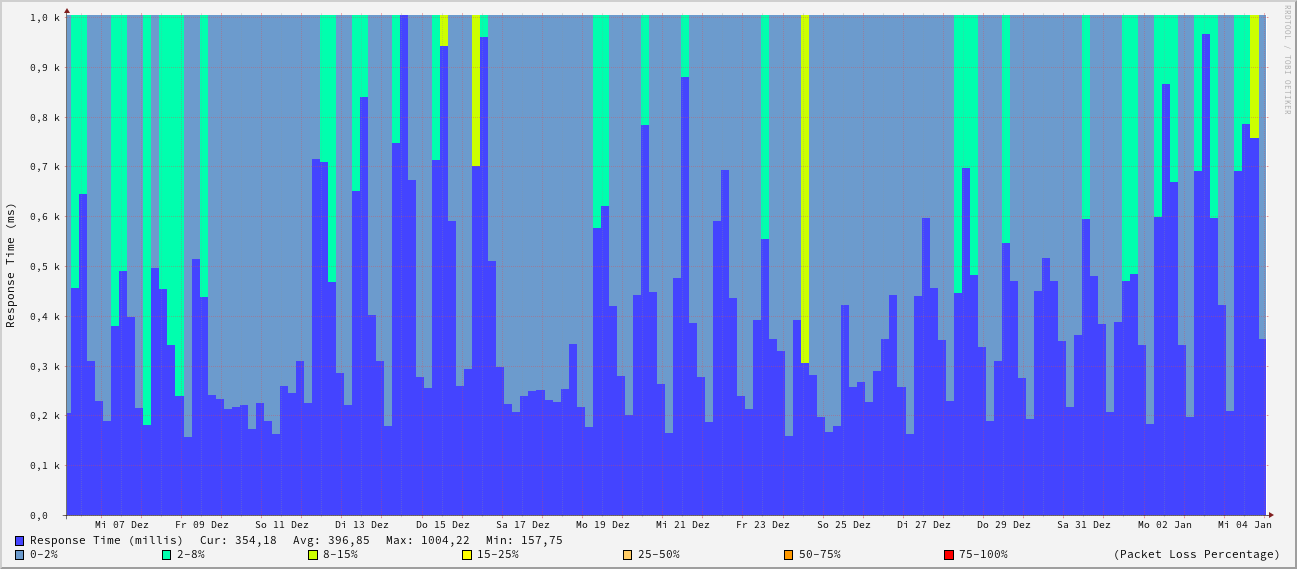 RRDTOOL / TOBI OETIKER
Response Time (ms)
1,0 k
0,9 k
0,8 k
0,7 k
0,6 k
0,5 k
0,4 k
0,3 k
0,2 k
0,1 k
0,0
Mi 07 Dez Fr 09 Dez So 11 Dez Di 13 Dez Do 15 Dez Sa 17 Dez Mo 19 Dez Mi 21 Dez Fr 23 Dez So 25 Dez Di 27 Dez Do 29 Dez Sa 31 Dez Mo 02 Jan Mi 04 Jan
Response Time (millis) Cur: 354,18 Avg: 396,85 Max: 1004,22 Min: 157,75
0-2% 2-8% 8-15% 15-25% 25-50% 50-75% 75-100% (Packet Loss Percentage)